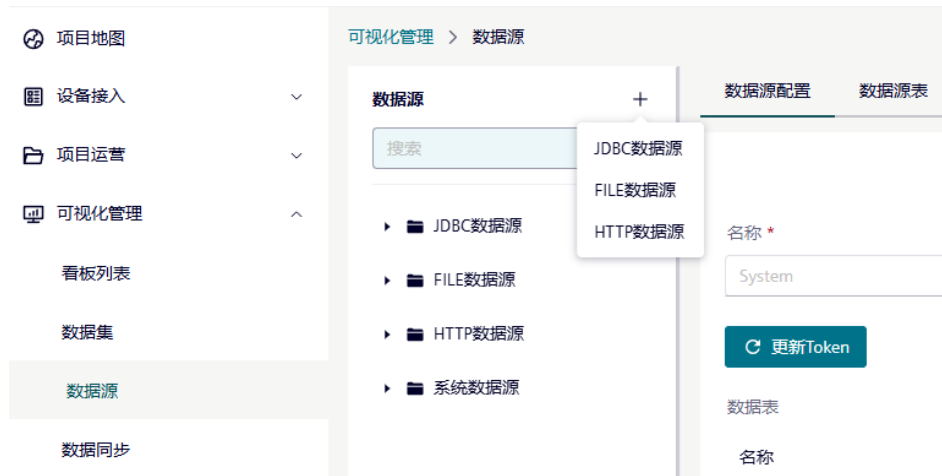 项目地图
设备接入
项目运营
可视化管理
看板列表
数据集
数据源
数据同步
可视化管理 > 数据源
数据源 +
搜索
JDBC数据源
FILE数据源
HTTP数据源
JDBC数据源
FILE数据源
HTTP数据源
系统数据源
数据源配置 数据源表
名称 *
System
更新Token
数据表
名称